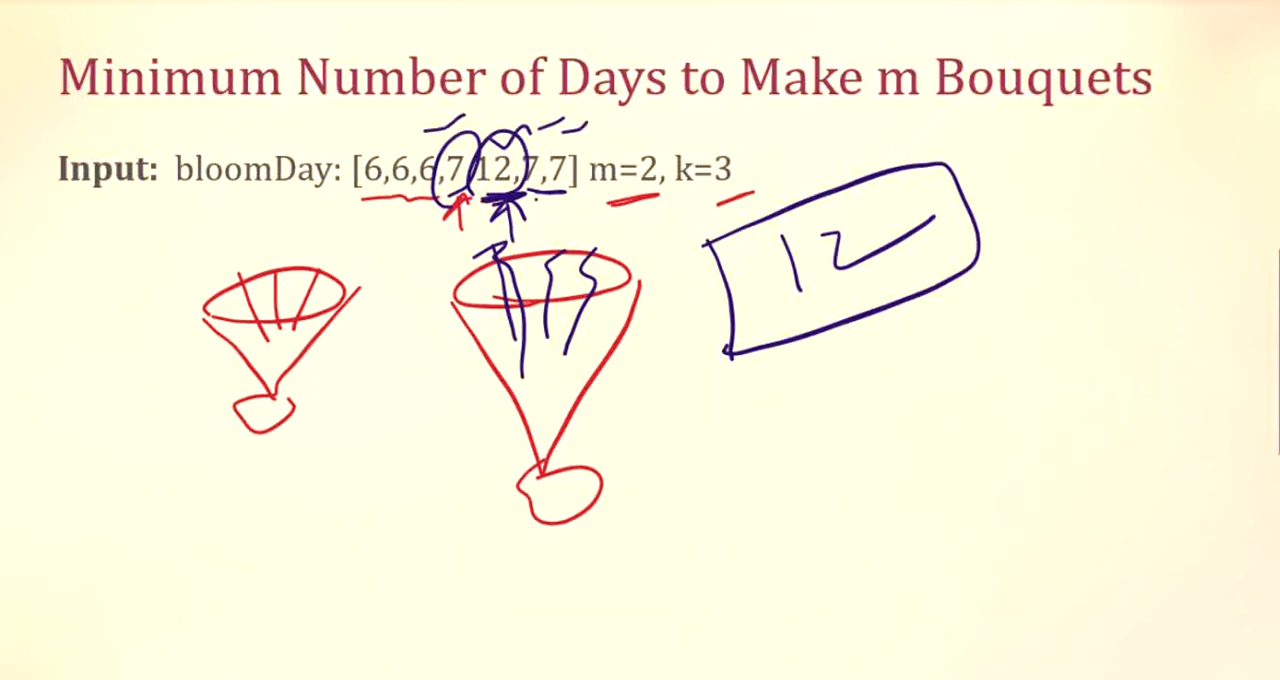 Minimum Number of Days to Make m Bouquets
Input: bloomDay: [6,6,6,7,12,7,7] m=2, k=3
12